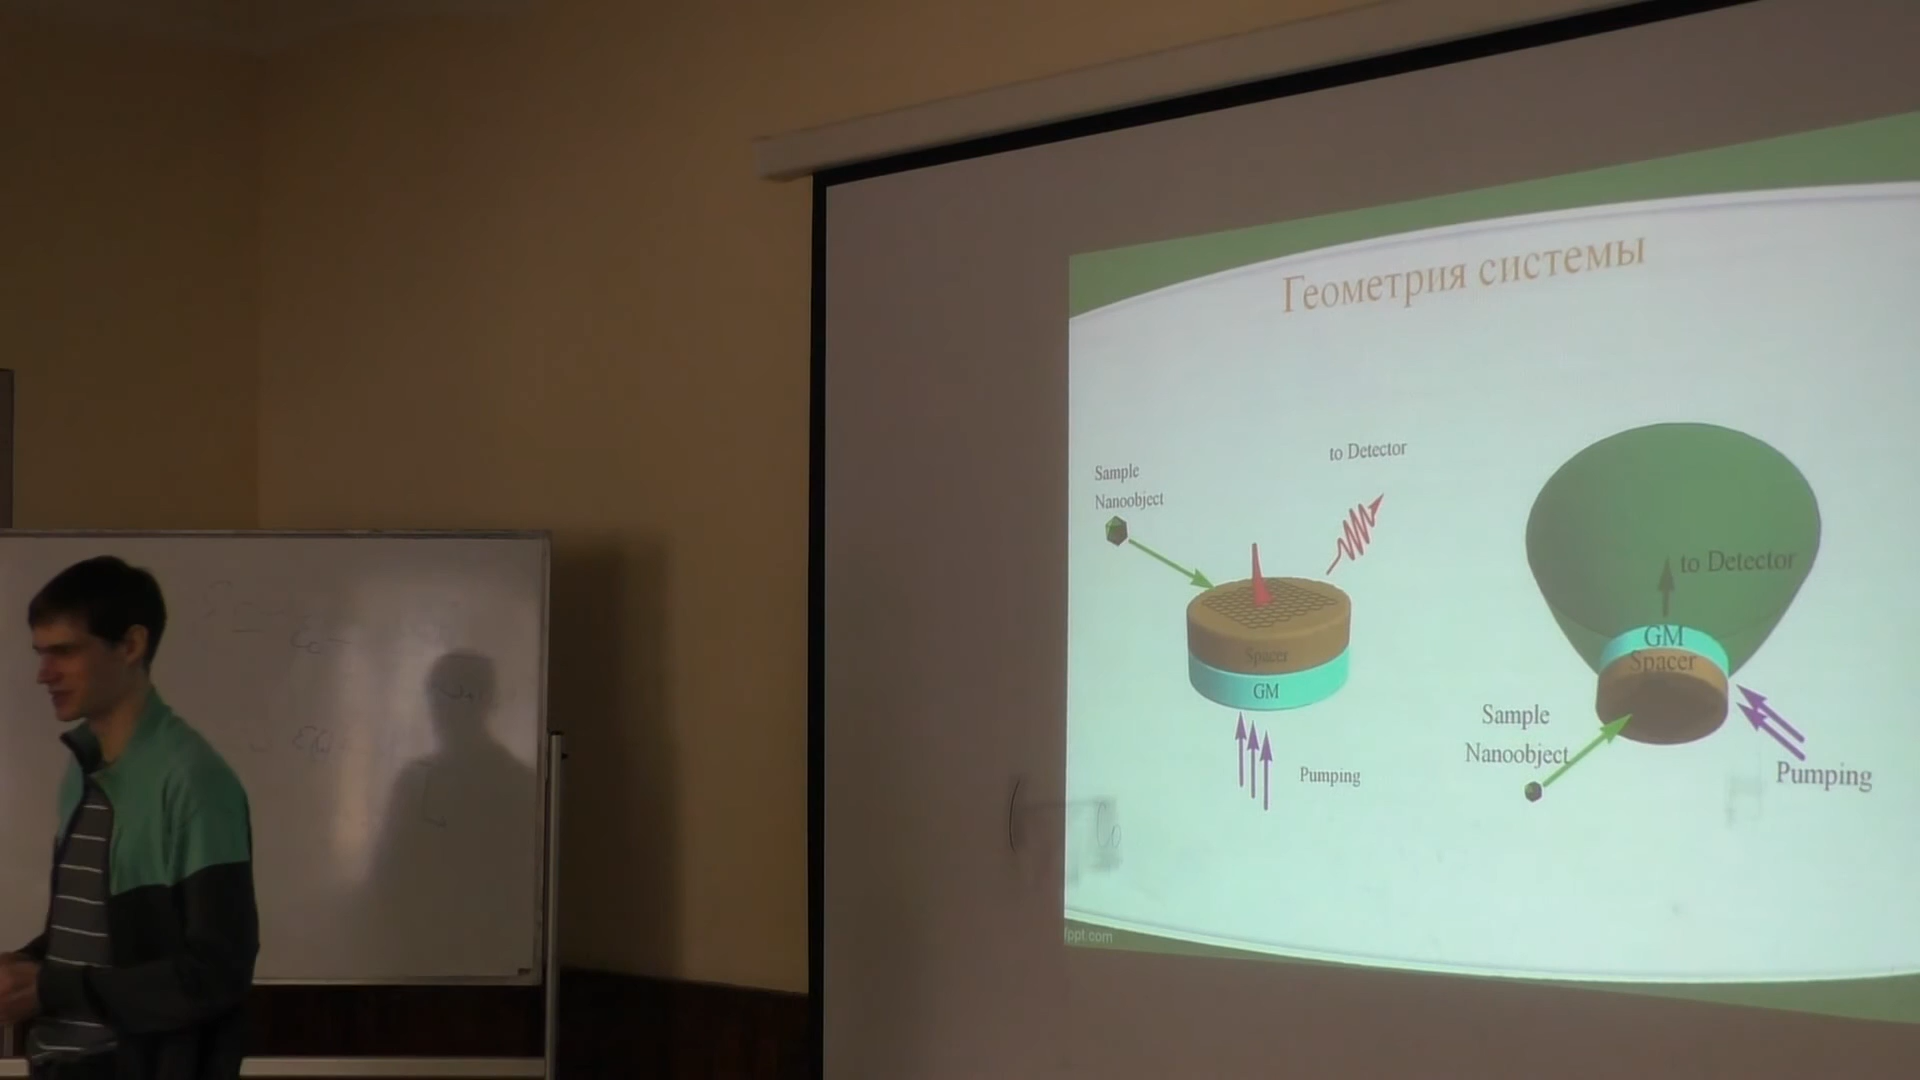 Геометрия системы
Sample
Nanoobject
to Detector
Spacer
GM
Pumping
to Detector
GM
Spacer
Sample
Nanoobject
Pumping
fppt.com